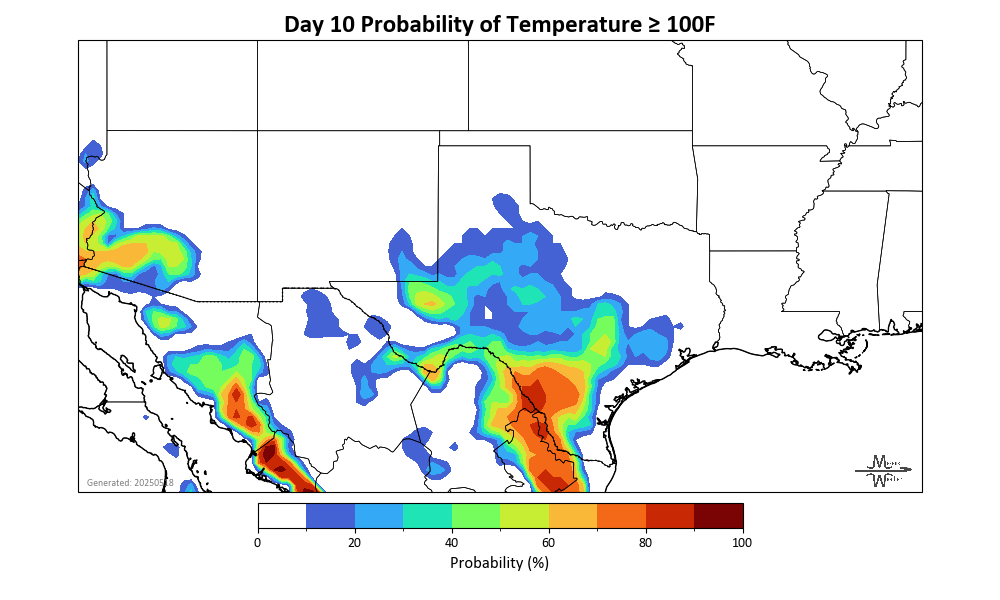 Day 10 Probability of Temperature ≥ 100F
Generated: 20250518
0 20 40 60 80 100
Probability (%)